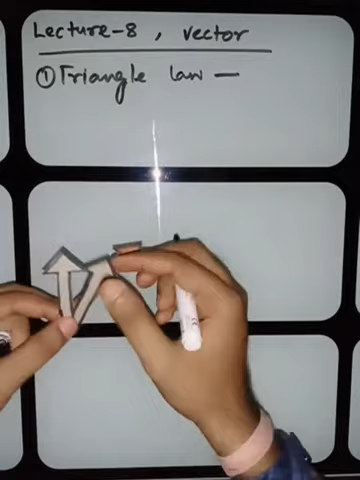 Lecture-8, vector
① Triangle law —